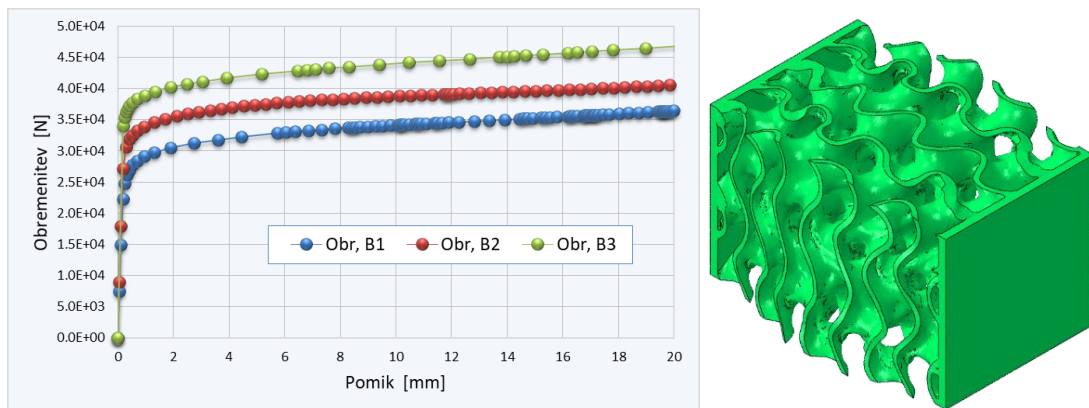 5.0E+04
4.5E+04
4.0E+04
3.5E+04
3.0E+04
2.5E+04
2.0E+04
1.5E+04
1.0E+04
5.0E+03
0.0E+00
Obremenitev [N]
Obr, B1 Obr, B2 Obr, B3
0 2 4 6 8 10 12 14 16 18 20
Pomik [mm]